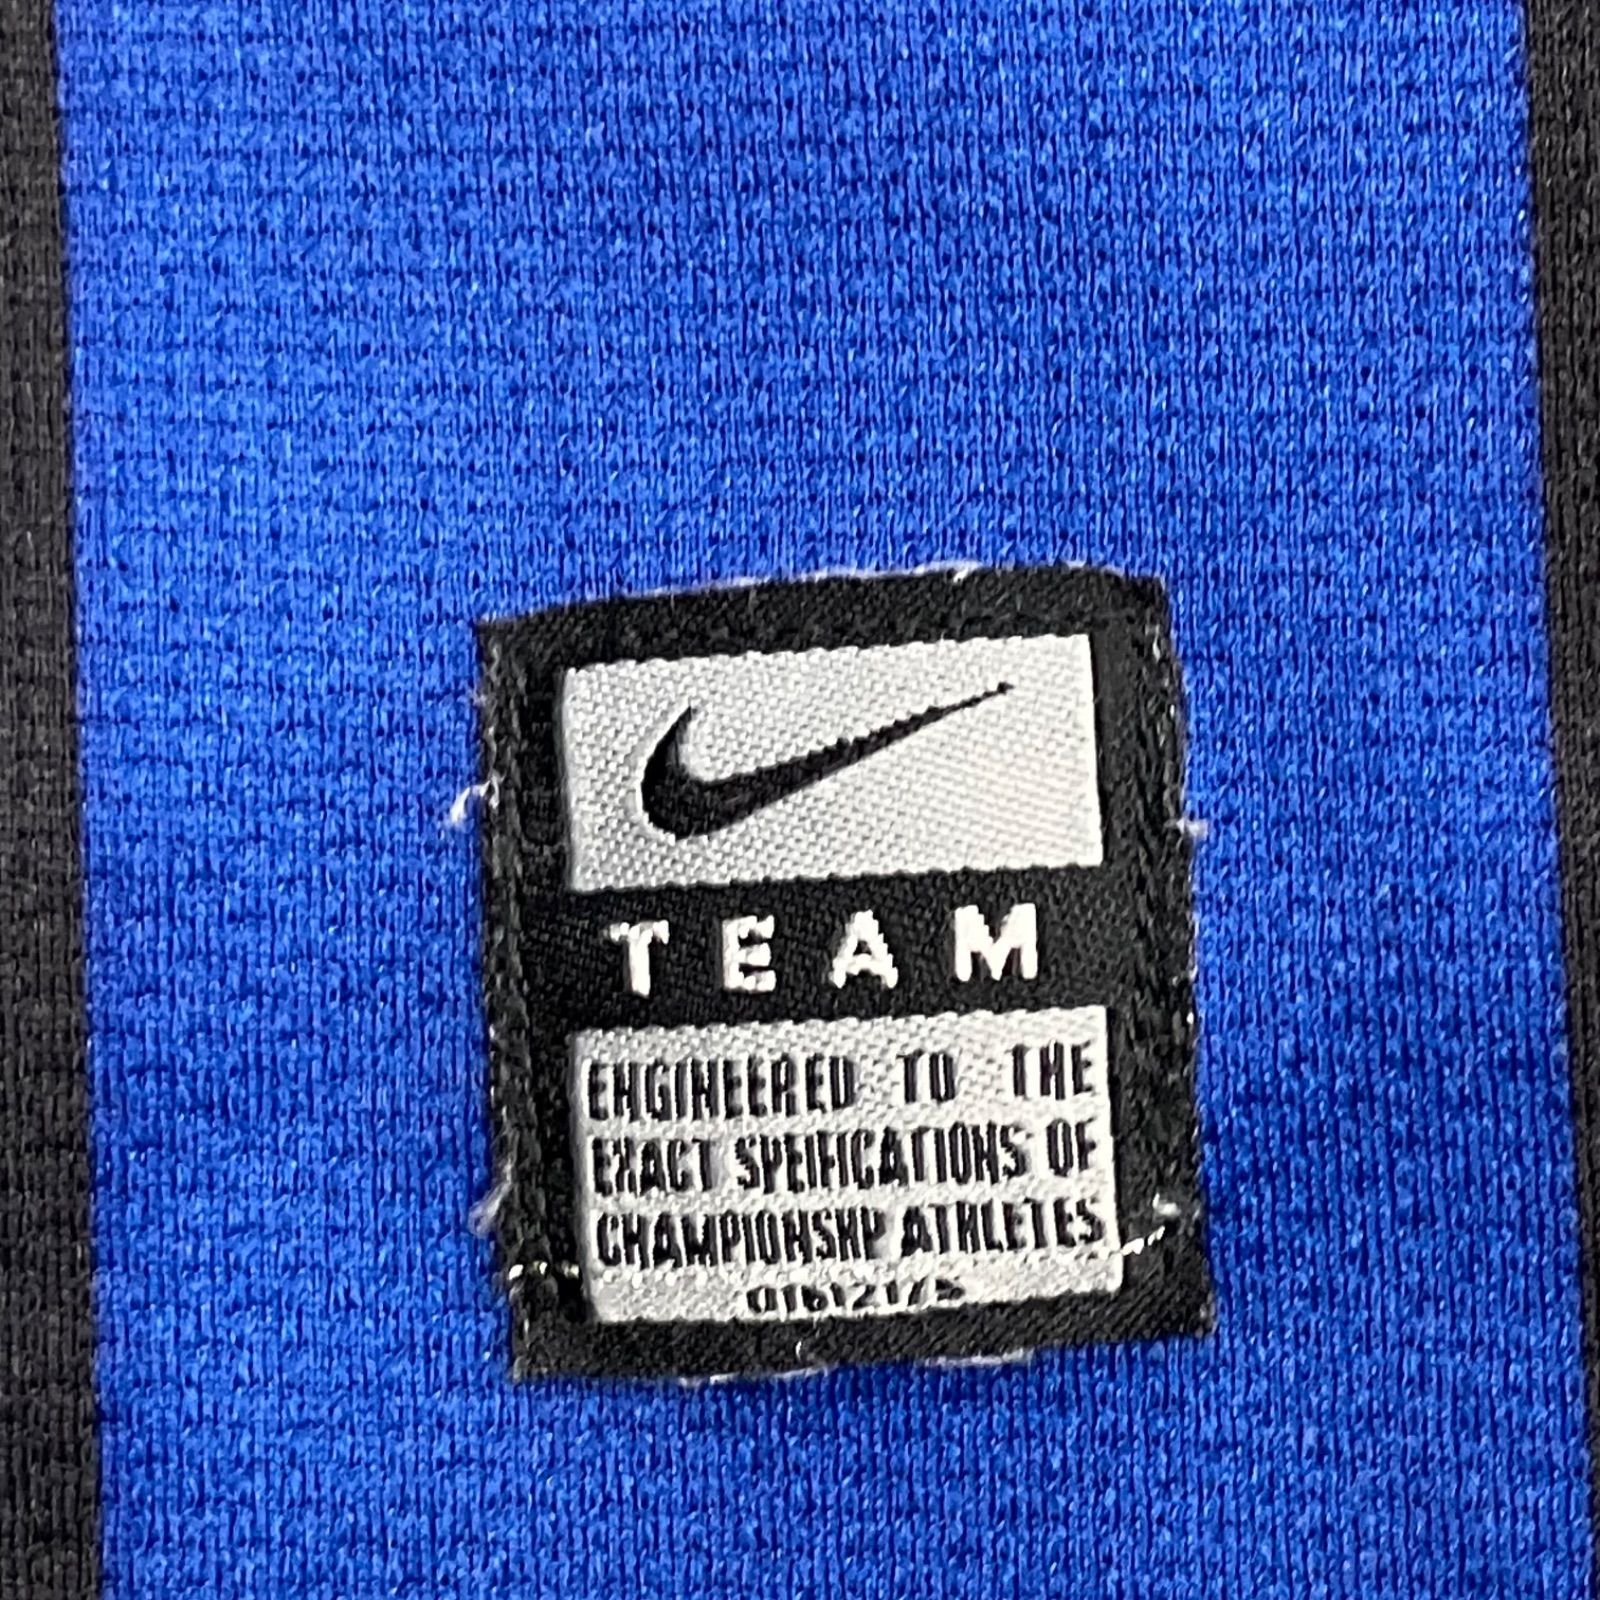 TEAM
ENGINEERED TO THE
EXACT SPEIFICATIONS OF
CHAMPIONSHP ATHLETES